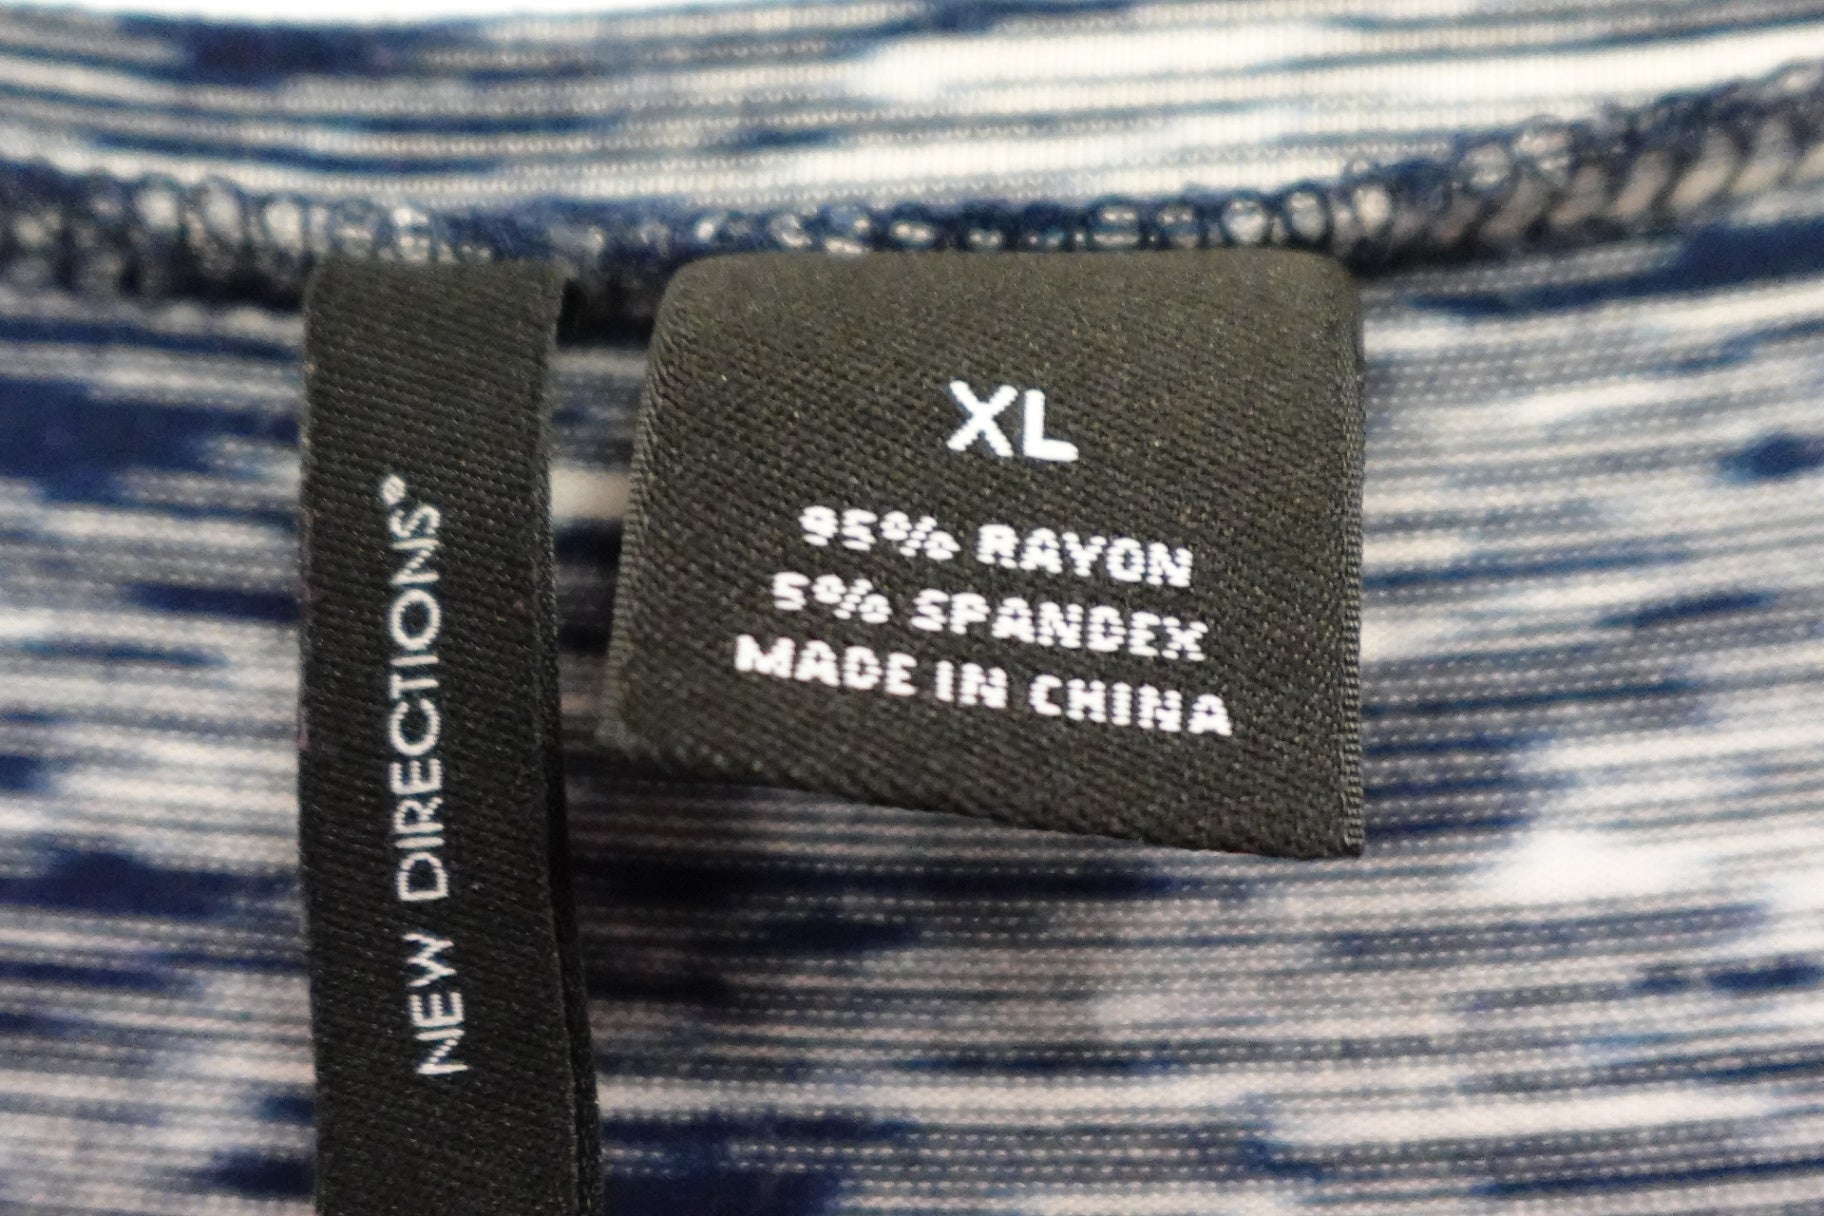 NEW DIRECTIONS®
XL
95% RAYON
5% SPANDEX
MADE IN CHINA